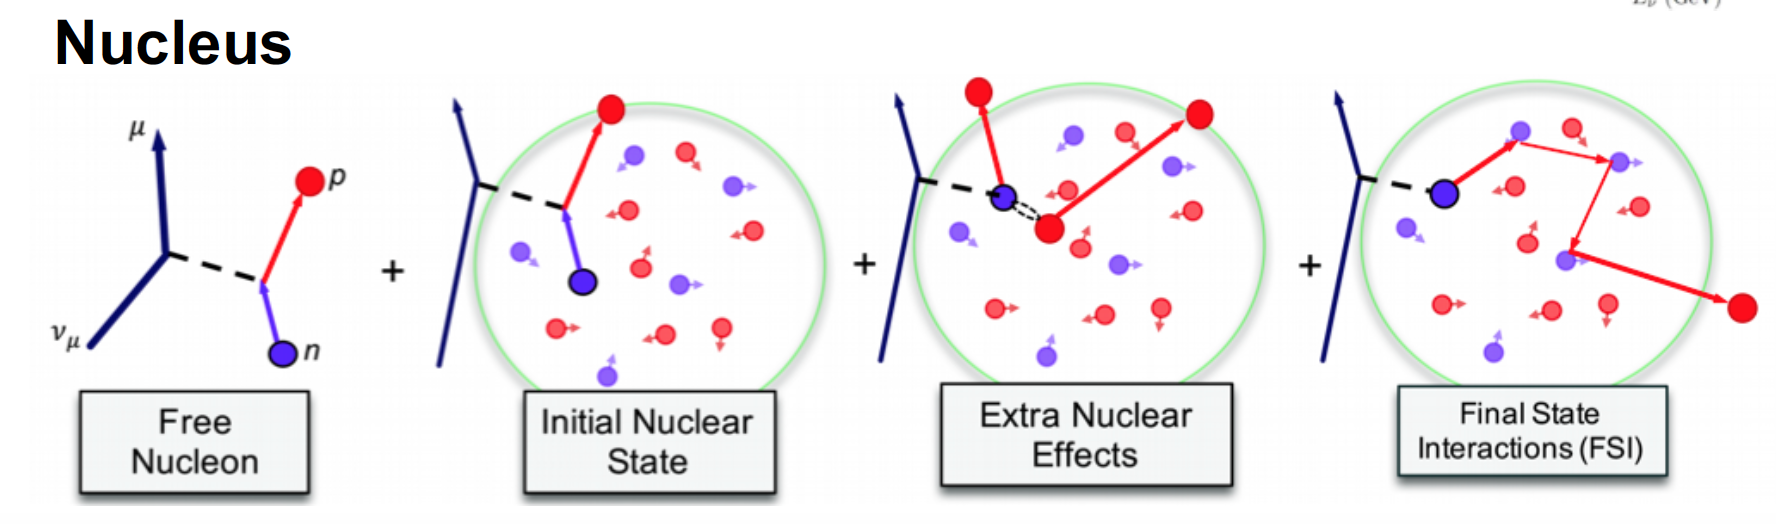 Nucleus
μ
p
ν_μ
n
+
+
+
Free
Nucleon
Initial Nuclear
State
Extra Nuclear
Effects
Final State
Interactions (FSI)